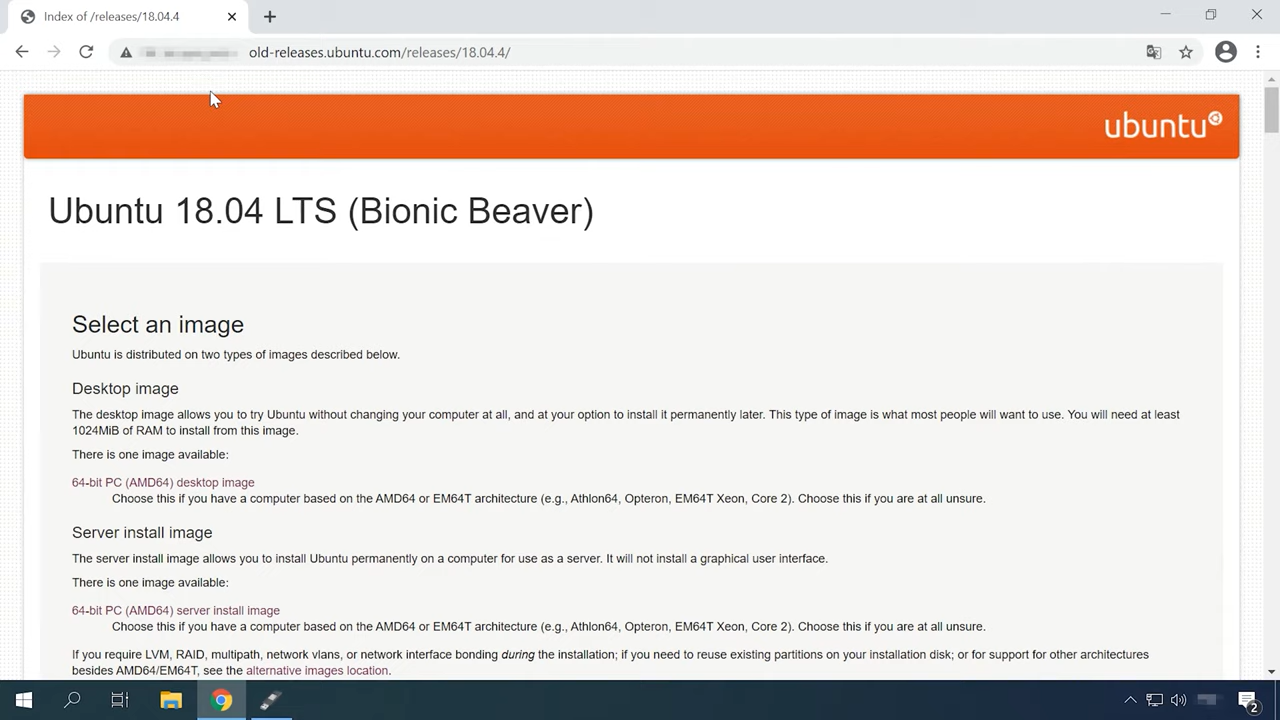 Index of /releases/18.04.4
old-releases.ubuntu.com/releases/18.04.4/
ubuntu
Ubuntu 18.04 LTS (Bionic Beaver)
Select an image
Ubuntu is distributed on two types of images described below.
Desktop image
The desktop image allows you to try Ubuntu without changing your computer at all, and at your option to install it permanently later. This type of image is what most people will want to use. You will need at least
1024MiB of RAM to install from this image.
There is one image available:
64-bit PC (AMD64) desktop image
Choose this if you have a computer based on the AMD64 or EM64T architecture (e.g., Athlon64, Opteron, EM64T Xeon, Core 2). Choose this if you are at all unsure.
Server install image
The server install image allows you to install Ubuntu permanently on a computer for use as a server. It will not install a graphical user interface.
There is one image available:
64-bit PC (AMD64) server install image
Choose this if you have a computer based on the AMD64 or EM64T architecture (e.g., Athlon64, Opteron, EM64T Xeon, Core 2). Choose this if you are at all unsure.
If you require LVM, RAID, multipath, network vlans, or network interface bonding during the installation; if you need to reuse existing partitions on your installation disk; or for support for other architectures
besides AMD64/EM64T, see the alternative images location.
2